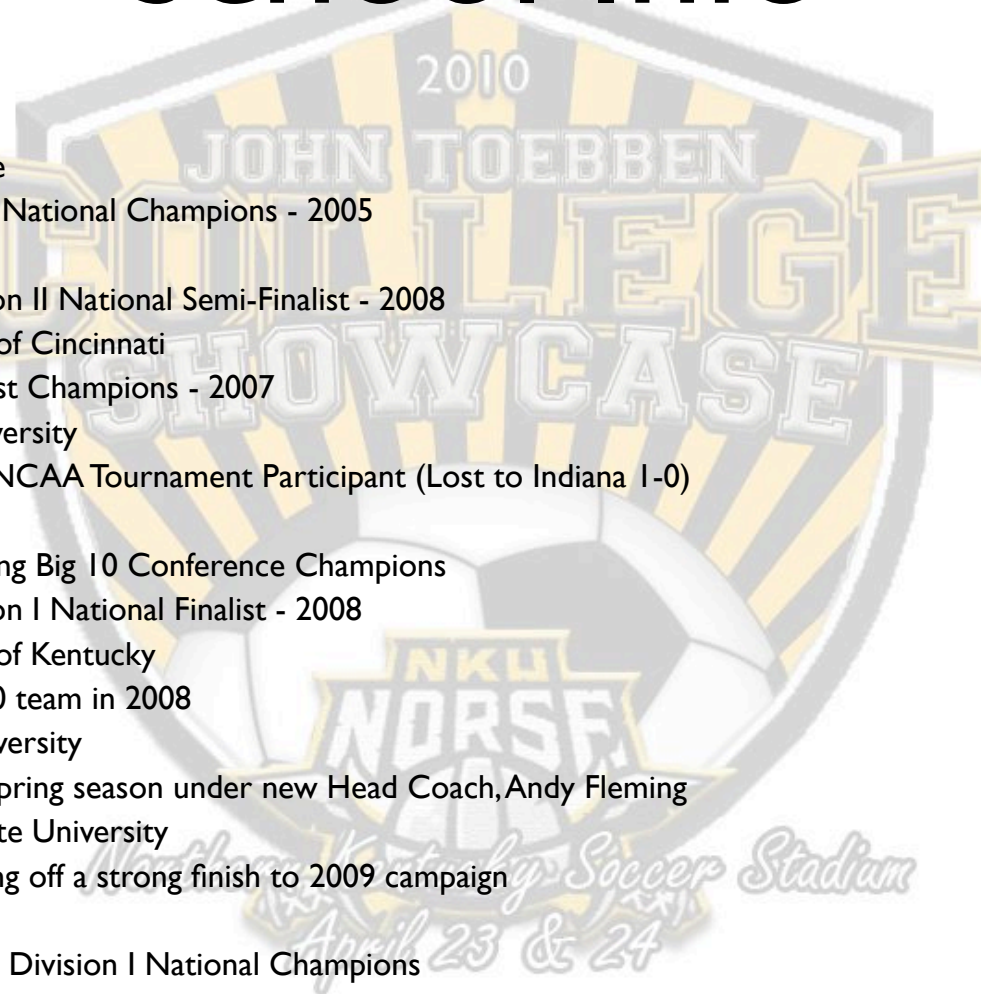 2010
JOHN TOEBBEN
COLLEGE
SHOWCASE
e
National Champions - 2005
on II National Semi-Finalist - 2008
of Cincinnati
st Champions - 2007
versity
NCAA Tournament Participant (Lost to Indiana 1-0)
ng Big 10 Conference Champions
on I National Finalist - 2008
of Kentucky
0 team in 2008
versity
pring season under new Head Coach, Andy Fleming
te University
ng off a strong finish to 2009 campaign
Division I National Champions
NKU
NORSE
Northern Kentucky Soccer Stadium
April 23 & 24